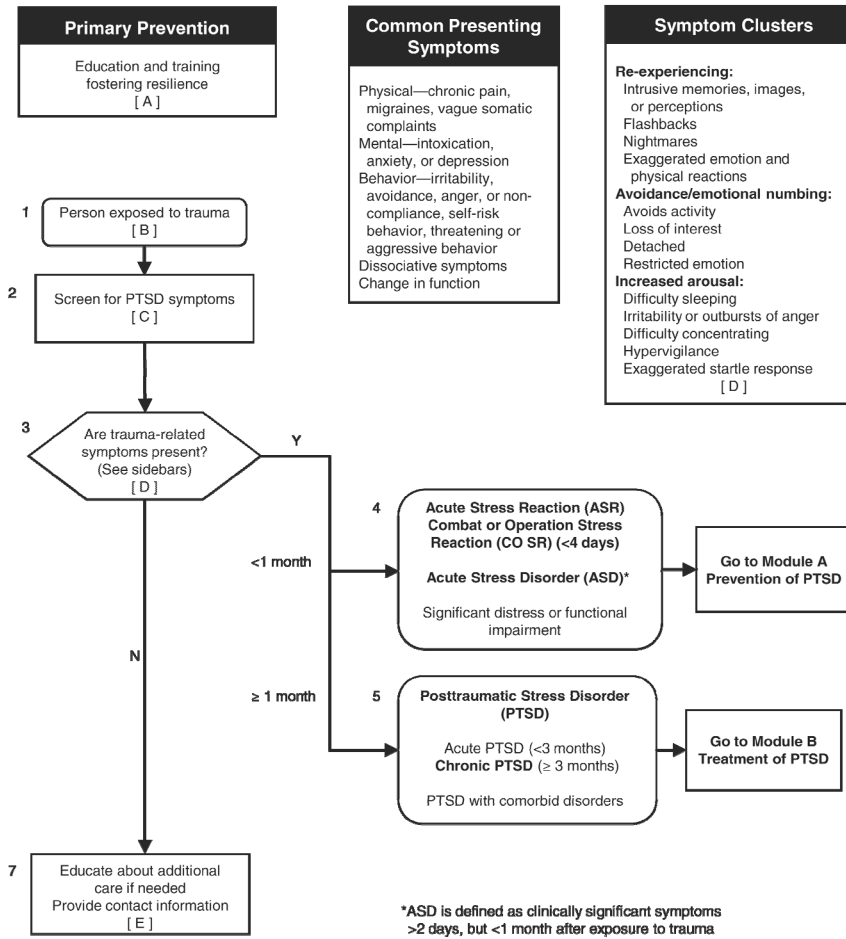 Primary Prevention
Education and training
fostering resilience
[ A ]
Common Presenting
Symptoms
Physical—chronic pain,
migraines, vague somatic
complaints
Mental—intoxication,
anxiety, or depression
Behavior—irritability,
avoidance, anger, or non-
compliance, self-risk
behavior, threatening or
aggressive behavior
Dissociative symptoms
Change in function
Symptom Clusters
Re-experiencing:
Intrusive memories, images,
or perceptions
Flashbacks
Nightmares
Exaggerated emotion and
physical reactions
Avoidance/emotional numbing:
Avoids activity
Loss of interest
Detached
Restricted emotion
Increased arousal:
Difficulty sleeping
Irritability or outbursts of anger
Difficulty concentrating
Hypervigilance
Exaggerated startle response
[ D ]
1
Person exposed to trauma
[ B ]
2
Screen for PTSD symptoms
[ C ]
3
Are trauma-related
symptoms present?
(See sidebars)
[ D ]
Y
<1 month
4
Acute Stress Reaction (ASR)
Combat or Operation Stress
Reaction (CO SR) (<4 days)
Acute Stress Disorder (ASD)*
Significant distress or functional
impairment
Go to Module A
Prevention of PTSD
N
≥ 1 month
5
Posttraumatic Stress Disorder
(PTSD)
Acute PTSD (<3 months)
Chronic PTSD (≥ 3 months)
PTSD with comorbid disorders
Go to Module B
Treatment of PTSD
7
Educate about additional
care if needed
Provide contact information
[ E ]
*ASD is defined as clinically significant symptoms
>2 days, but <1 month after exposure to trauma